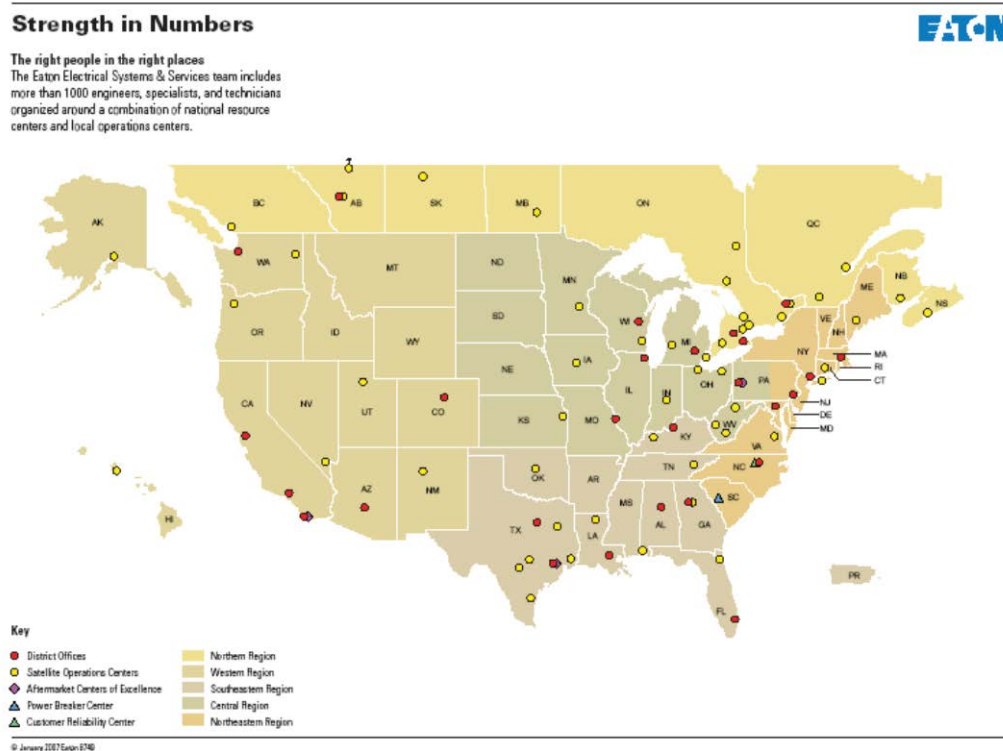 Strength in Numbers
EATON
The right people in the right places
The Eaton Electrical Systems & Services team includes
more than 1000 engineers, specialists, and technicians
organized around a combination of national resource
centers and local operations centers.
AK
BC
AB
SK
MB
ON
QC
NB
NS
WA
MT
ND
MN
ME
OR
ID
SD
WI
MI
VE
NH
NY
MA
RI
CT
WY
NE
IA
PA
NJ
DE
MD
CA
NV
UT
CO
KS
MO
IL
IN
OH
WV
VA
KY
HI
AZ
NM
OK
AR
TN
NC
SC
TX
LA
MS
AL
GA
FL
PR
Key
District Offices
Satellite Operations Centers
Aftermarket Centers of Excellence
Power Breaker Center
Customer Reliability Center
Northern Region
Western Region
Southeastern Region
Central Region
Northeastern Region
© January 2007 Eaton 8749